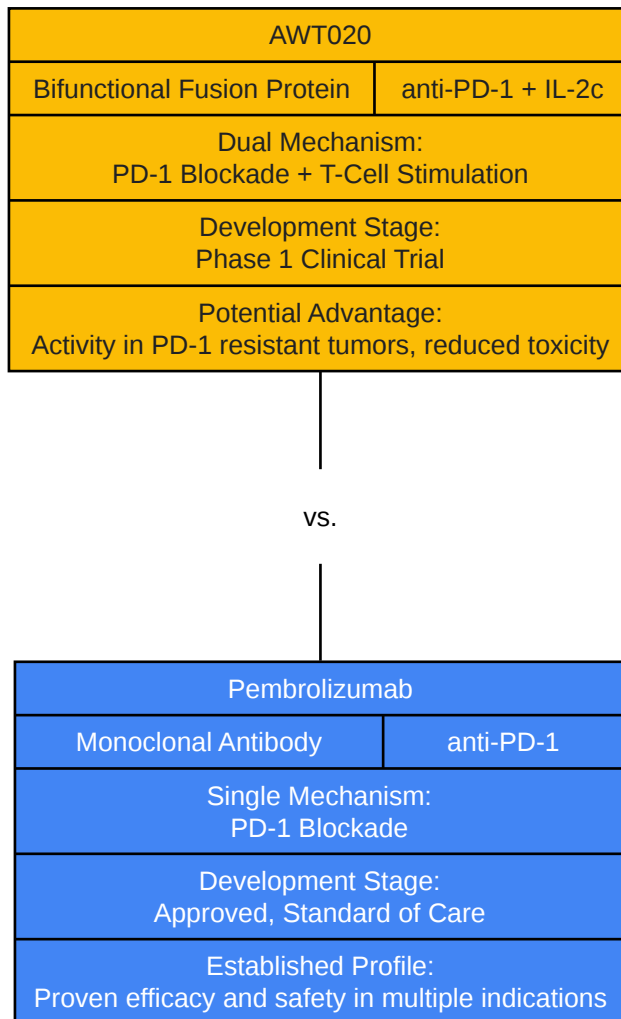 AWT020
Bifunctional Fusion Protein
anti-PD-1 + IL-2c
Dual Mechanism:
PD-1 Blockade + T-Cell Stimulation
Development Stage:
Phase 1 Clinical Trial
Potential Advantage:
Activity in PD-1 resistant tumors, reduced toxicity
vs.
Pembrolizumab
Monoclonal Antibody
anti-PD-1
Single Mechanism:
PD-1 Blockade
Development Stage:
Approved, Standard of Care
Established Profile:
Proven efficacy and safety in multiple indications